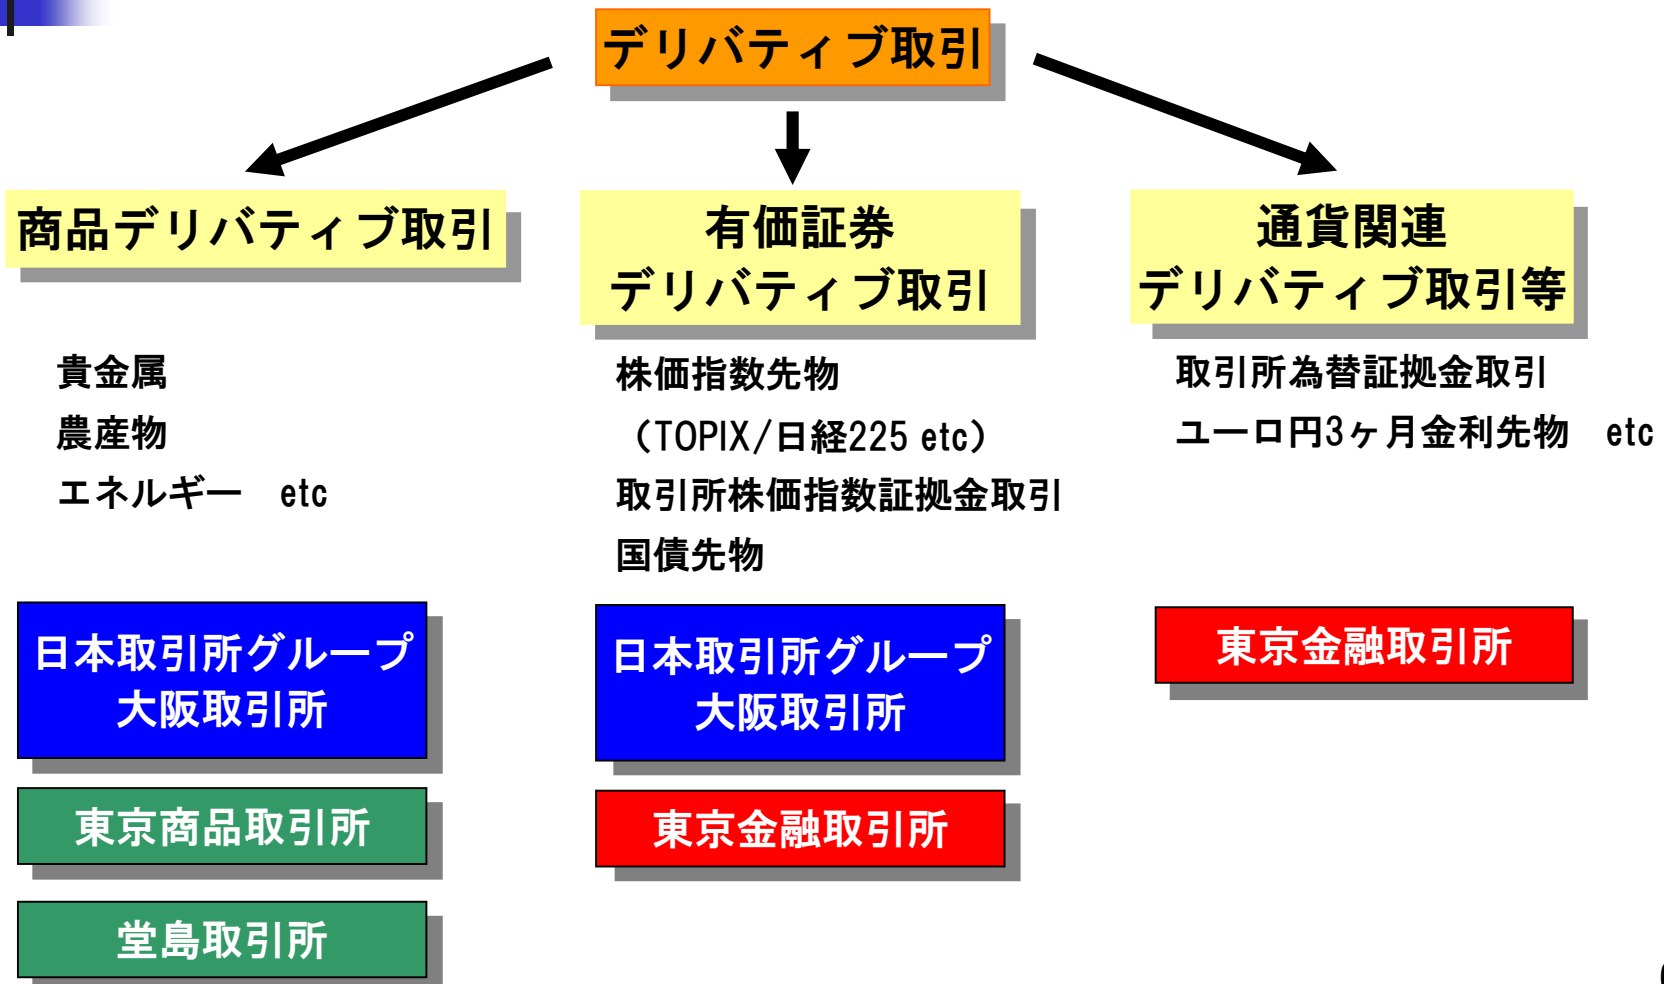 デリバティブ取引
商品デリバティブ取引
貴金属
農産物
エネルギー　etc
日本取引所グループ
大阪取引所
東京商品取引所
堂島取引所
有価証券
デリバティブ取引
株価指数先物
（TOPIX/日経225 etc）
取引所株価指数証拠金取引
国債先物
日本取引所グループ
大阪取引所
東京金融取引所
通貨関連
デリバティブ取引等
取引所為替証拠金取引
ユーロ円3ヶ月金利先物　etc
東京金融取引所